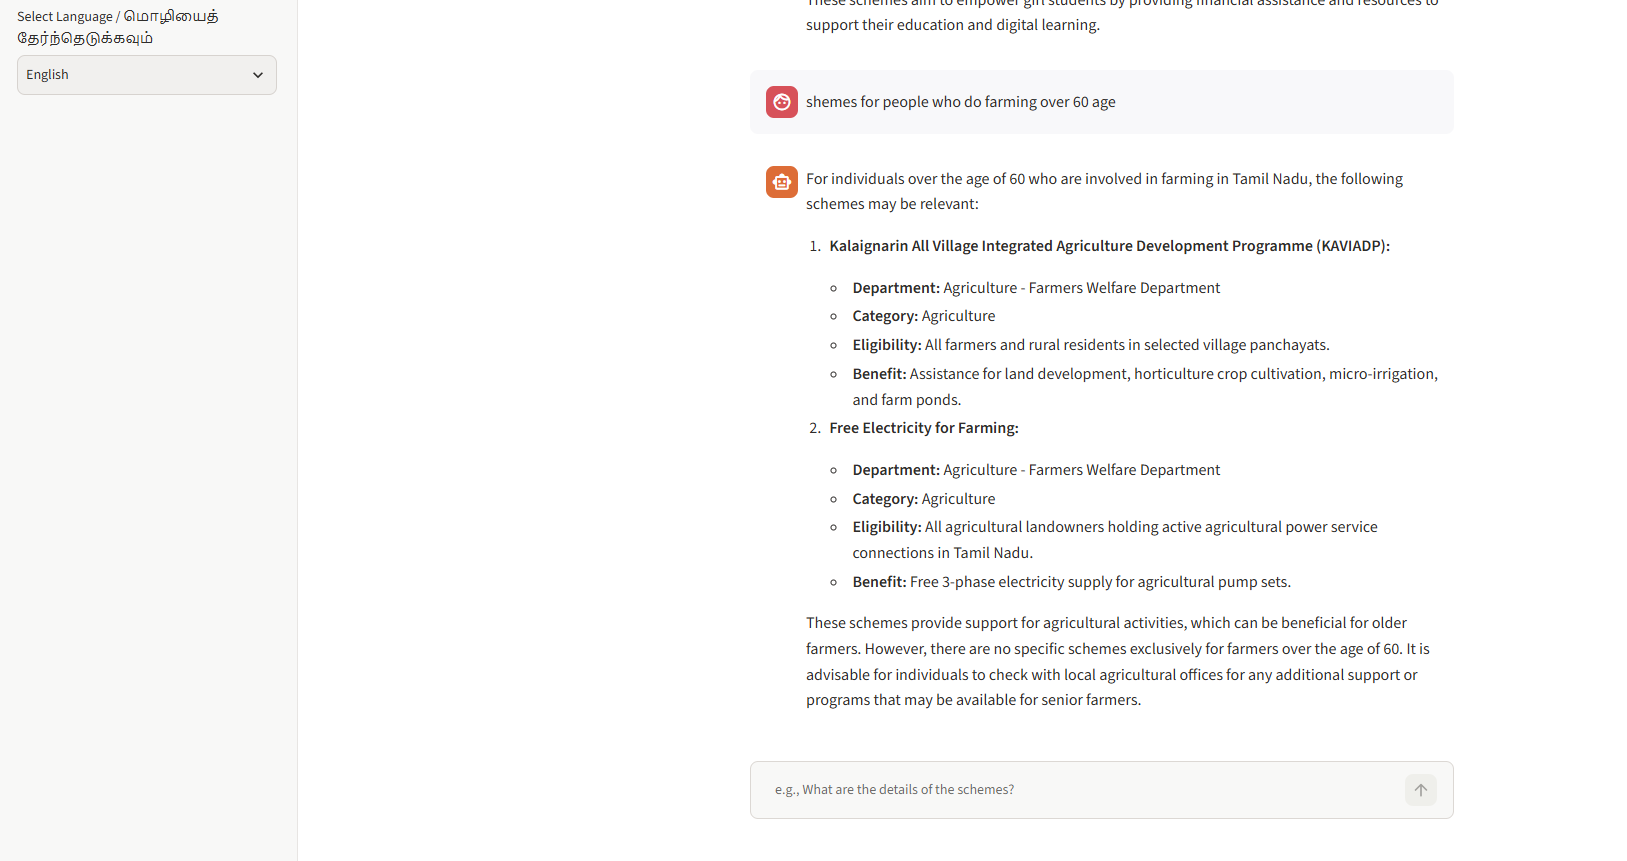 Select Language / மொழியைத்
தேர்ந்தெடுக்கவும்
English
support their education and digital learning.
shemes for people who do farming over 60 age
For individuals over the age of 60 who are involved in farming in Tamil Nadu, the following
schemes may be relevant:
1. Kalaignarin All Village Integrated Agriculture Development Programme (KAVIADP):
Department: Agriculture - Farmers Welfare Department
Category: Agriculture
Eligibility: All farmers and rural residents in selected village panchayats.
Benefit: Assistance for land development, horticulture crop cultivation, micro-irrigation,
and farm ponds.
2. Free Electricity for Farming:
Department: Agriculture - Farmers Welfare Department
Category: Agriculture
Eligibility: All agricultural landowners holding active agricultural power service
connections in Tamil Nadu.
Benefit: Free 3-phase electricity supply for agricultural pump sets.
These schemes provide support for agricultural activities, which can be beneficial for older
farmers. However, there are no specific schemes exclusively for farmers over the age of 60. It is
advisable for individuals to check with local agricultural offices for any additional support or
programs that may be available for senior farmers.
e.g., What are the details of the schemes?